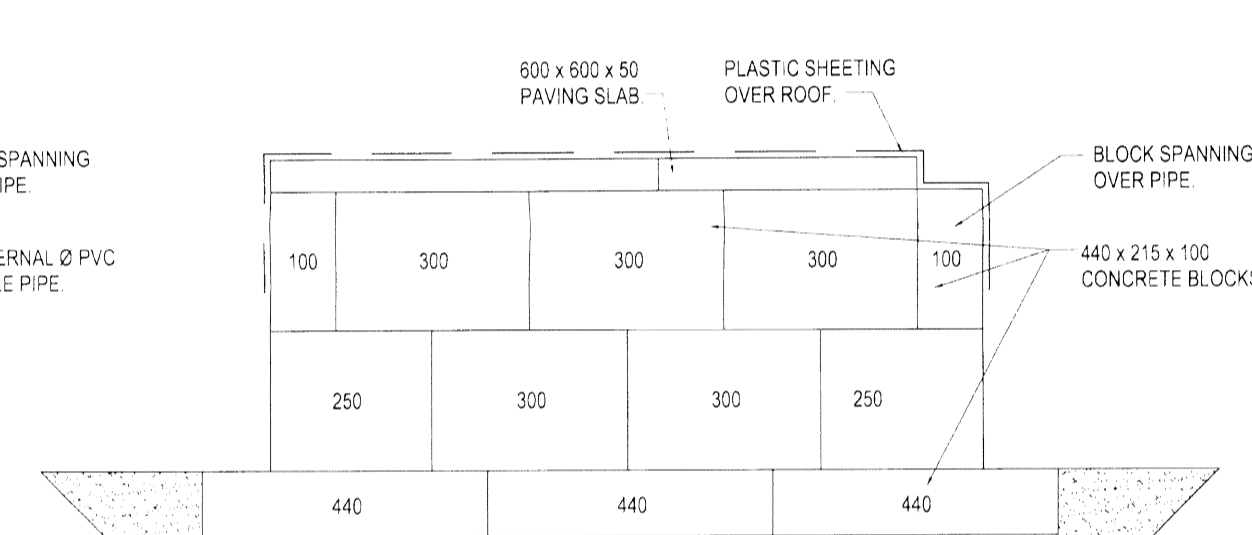 600 x 600 x 50
PAVING SLAB.
PLASTIC SHEETING
OVER ROOF.
SPANNING
IPE.
BLOCK SPANNING
OVER PIPE.
ERNAL Ø PVC
LE PIPE.
440 x 215 x 100
CONCRETE BLOCKS
100
300
300
300
100
250
300
300
250
440
440
440